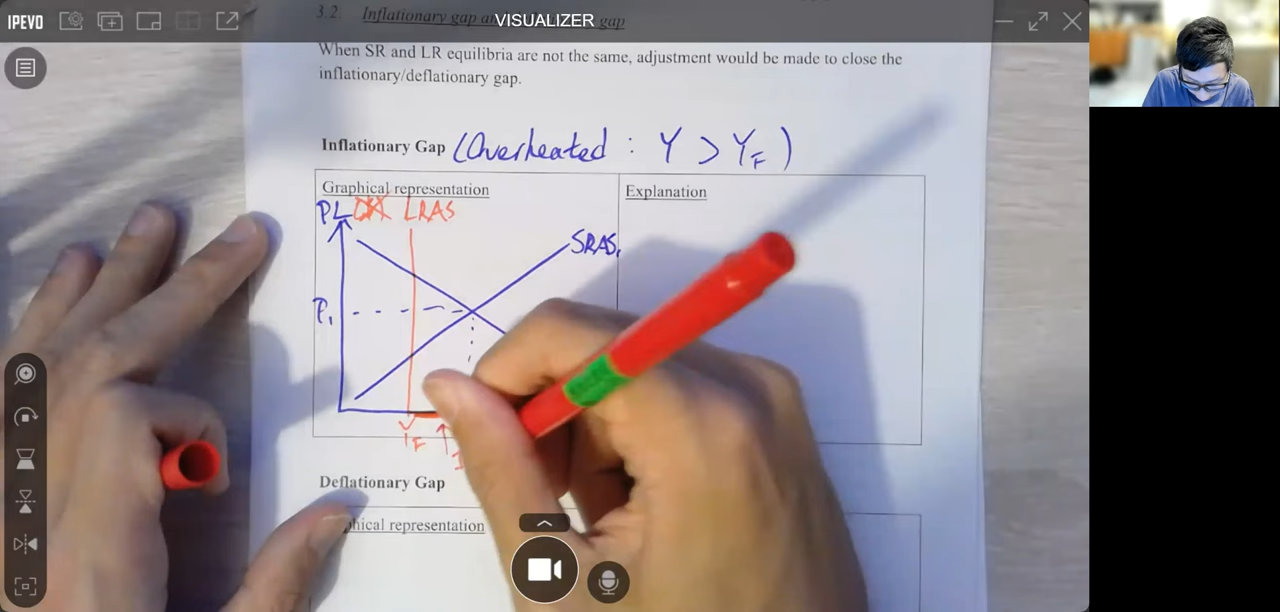 IPEVO
VISUALIZER
3.2 Inflationary gap an gap
When SR and LR equilibria are not the same, adjustment would be made to close the
inflationary/deflationary gap.
Inflationary Gap (Overheated : Y > YF)
Graphical representation
Explanation
PL LRAS
SRAS1
P1
YF
Deflationary Gap
hical representation